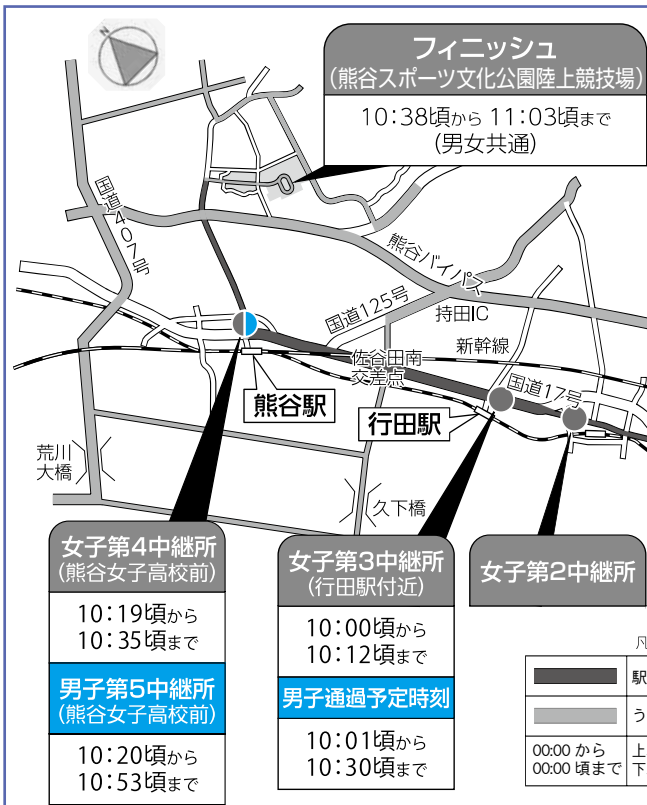 N
フィニッシュ
(熊谷スポーツ文化公園陸上競技場)
10:38頃から 11:03頃まで
(男女共通)
国道407号
熊谷バイパス
国道125号
持田IC
新幹線
佐谷田南
交差点
国道17号
熊谷駅
行田駅
荒川
大橋
久下橋
女子第4中継所
(熊谷女子高校前)
10:19頃から
10:35頃まで
男子第5中継所
(熊谷女子高校前)
10:20頃から
10:53頃まで
女子第3中継所
(行田駅付近)
10:00頃から
10:12頃まで
男子通過予定時刻
10:01頃から
10:30頃まで
女子第2中継所
凡
駅
う
00:00 から
00:00 頃まで
上
下